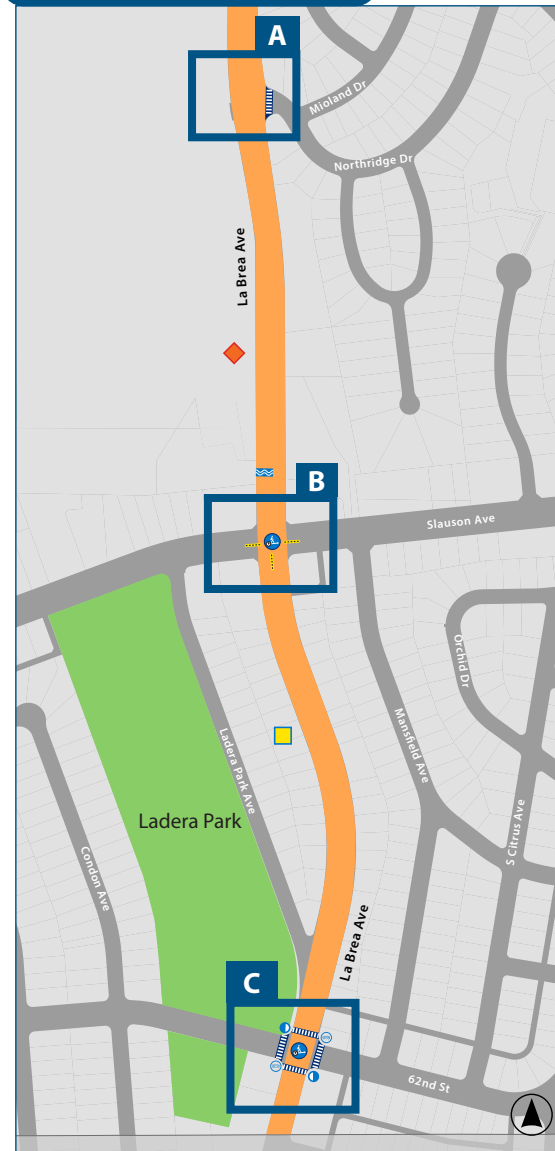 A
Mioland Dr
Northridge Dr
La Brea Ave
B
Slauson Ave
Orchid Dr
Mansfield Ave
Ladera Park Ave
Ladera Park
S Citrus Ave
Condon Ave
La Brea Ave
C
62nd St